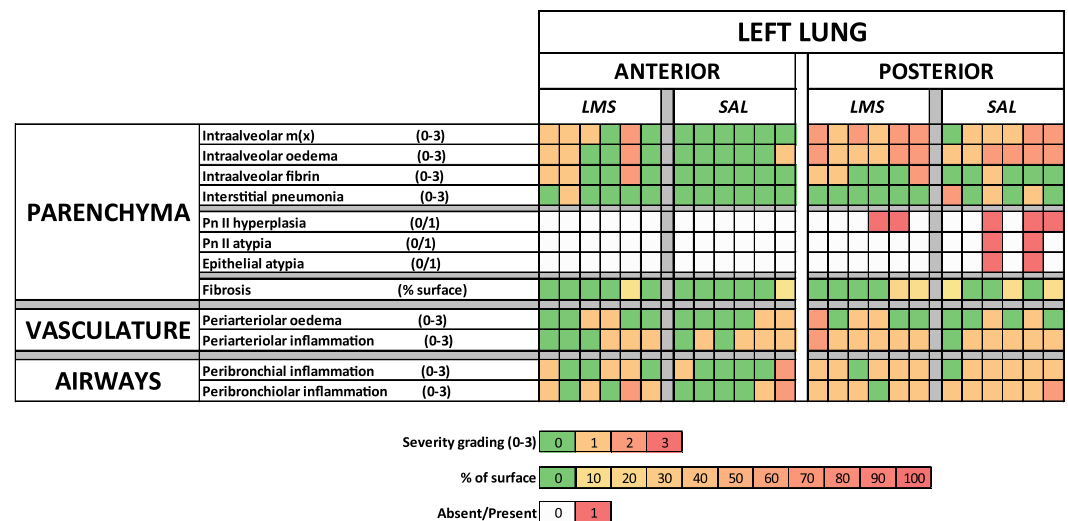 LEFT LUNG
ANTERIOR POSTERIOR
LMS SAL LMS SAL
PARENCHYMA
Intraalveolar m(x) (0-3)
Intraalveolar oedema (0-3)
Intraalveolar fibrin (0-3)
Interstitial pneumonia (0-3)
Pn II hyperplasia (0/1)
Pn II atypia (0/1)
Epithelial atypia (0/1)
Fibrosis (% surface)
VASCULATURE
Periarteriolar oedema (0-3)
Periarteriolar inflammation (0-3)
AIRWAYS
Peribronchial inflammation (0-3)
Peribronchiolar inflammation (0-3)
Severity grading (0-3) 0 1 2 3
% of surface 0 10 20 30 40 50 60 70 80 90 100
Absent/Present 0 1